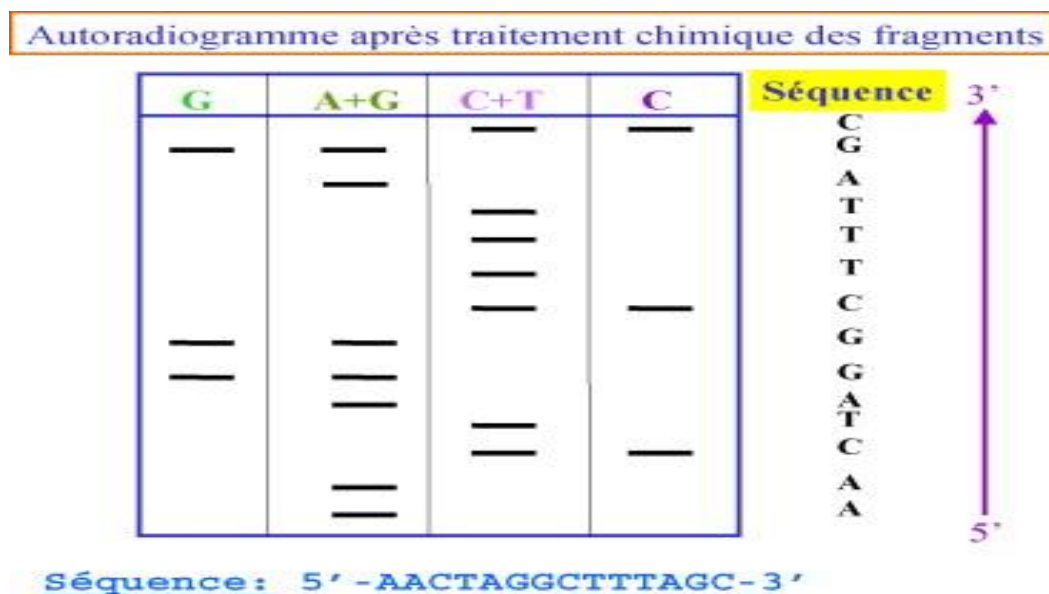 Autoradiogramme après traitement chimique des fragments
G A+G C+T C Séquence 3'
C
G
A
T
T
T
C
G
G
A
T
C
A
A
5'
Séquence: 5'-AACTAGGCTTTAGC-3'